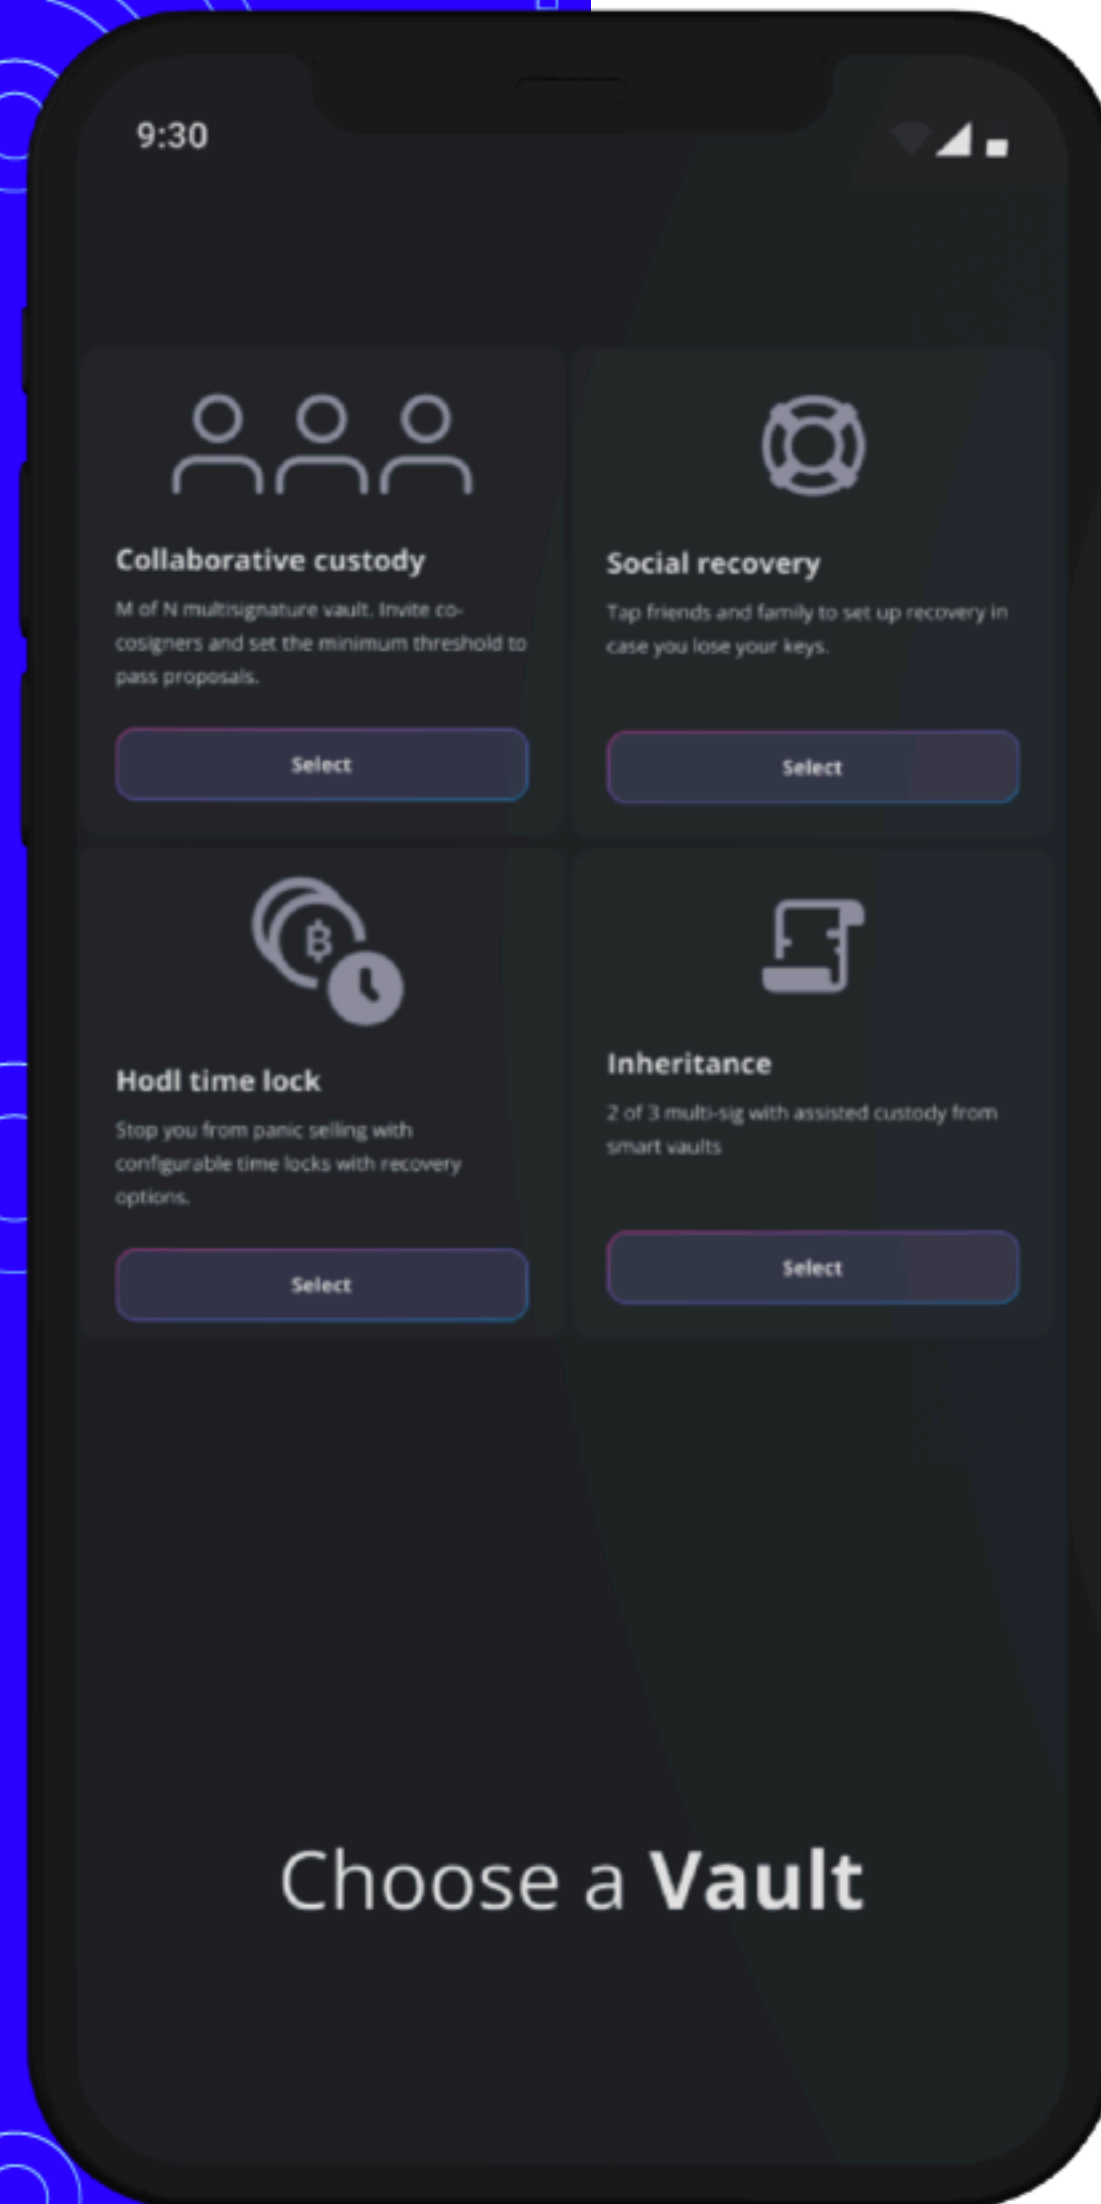 9:30
Collaborative custody
M of N multisignature vault. Invite co-
cosigners and set the minimum threshold to
pass proposals.
Select
Social recovery
Tap friends and family to set up recovery in
case you lose your keys.
Select
Hodl time lock
Stop you from panic selling with
configurable time locks with recovery
options.
Select
Inheritance
2 of 3 multi-sig with assisted custody from
smart vaults
Select
Choose a Vault